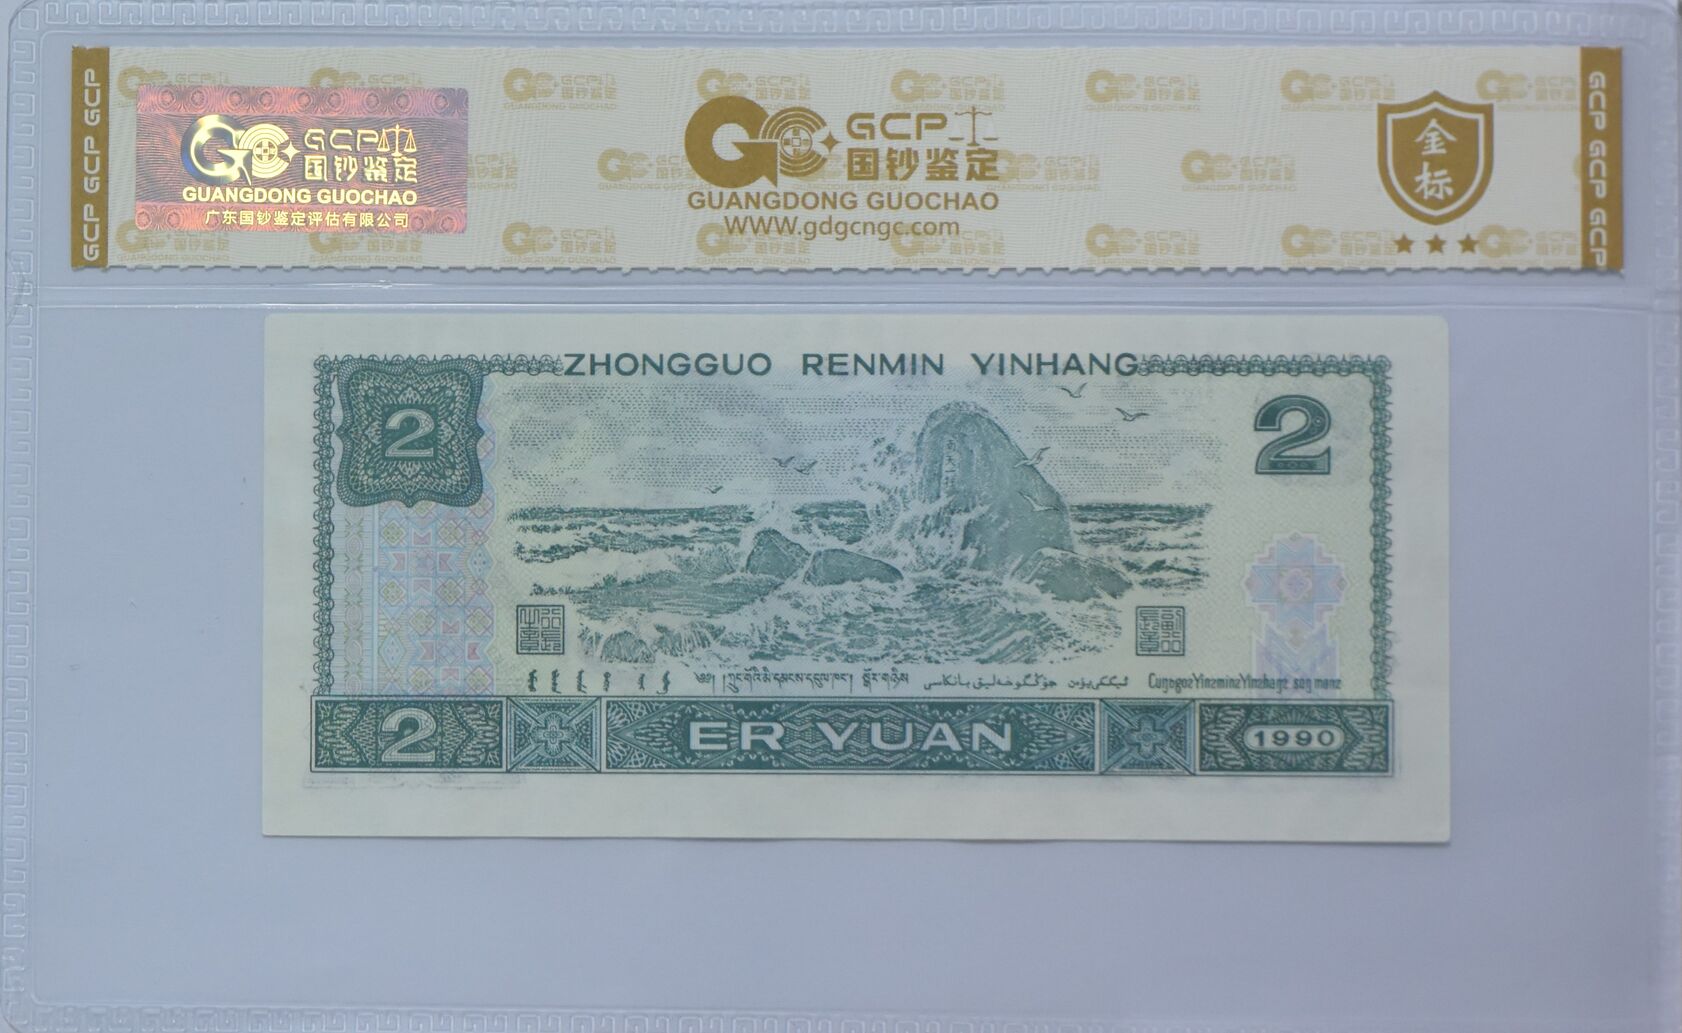 GCP GCP GCP
GCP
国钞鉴定
GUANGDONG GUOCHAO
广东国钞鉴定评估有限公司
GCP
国钞鉴定
GUANGDONG GUOCHAO
WWW.gdgcngc.com
金标
GCP GCP GCP
ZHONGGUO RENMIN YINHANG
2
2
2
ER YUAN
1990